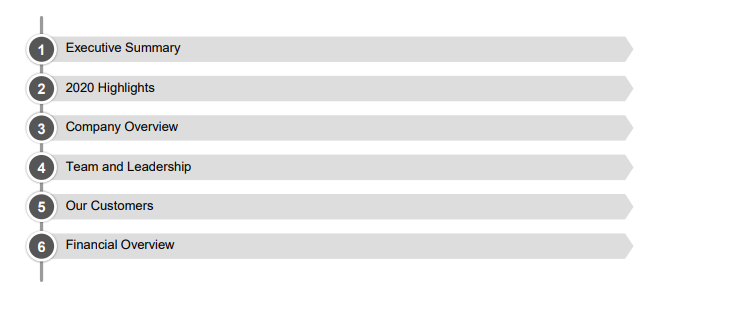 1 Executive Summary
2 2020 Highlights
3 Company Overview
4 Team and Leadership
5 Our Customers
6 Financial Overview